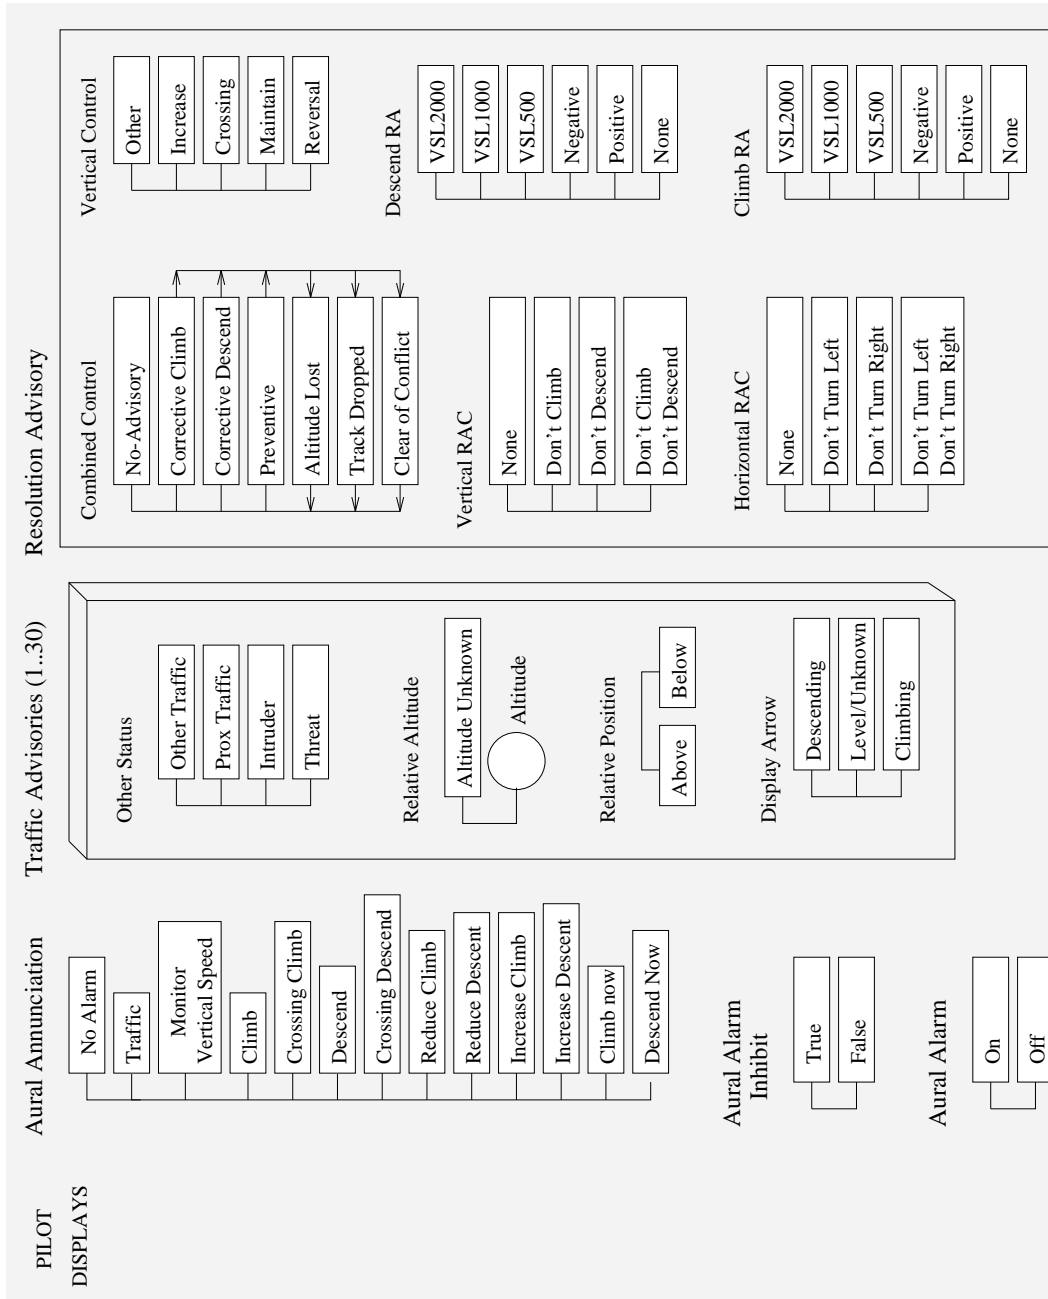 PILOT
DISPLAYS
Aural Annunciation
No Alarm
Traffic
Monitor
Vertical Speed
Climb
Crossing Climb
Descend
Crossing Descend
Reduce Climb
Reduce Descent
Increase Climb
Increase Descent
Climb now
Descend Now
Aural Alarm
Inhibit
True
False
Aural Alarm
On
Off
Traffic Advisories (1..30)
Other Status
Other Traffic
Prox Traffic
Intruder
Threat
Relative Altitude
Altitude Unknown
Altitude
Relative Position
Above
Below
Display Arrow
Descending
Level/Unknown
Climbing
Resolution Advisory
Combined Control
No-Advisory
Corrective Climb
Corrective Descend
Preventive
Altitude Lost
Track Dropped
Clear of Conflict
Vertical Control
Other
Increase
Crossing
Maintain
Reversal
Vertical RAC
None
Don't Climb
Don't Descend
Don't Climb
Don't Descend
Descend RA
VSL2000
VSL1000
VSL500
Negative
Positive
None
Horizontal RAC
None
Don't Turn Left
Don't Turn Right
Don't Turn Left
Don't Turn Right
Climb RA
VSL2000
VSL1000
VSL500
Negative
Positive
None